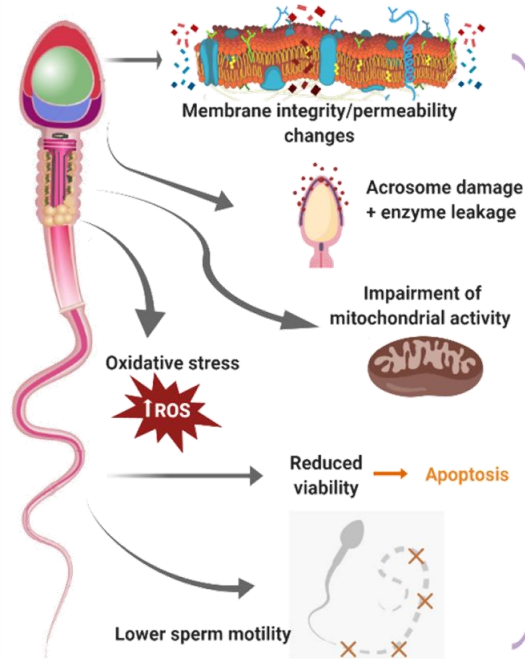 Membrane integrity/permeability
changes
Acrosome damage
+ enzyme leakage
Impairment of
mitochondrial activity
Oxidative stress
↑ROS
Reduced
viability
Apoptosis
Lower sperm motility